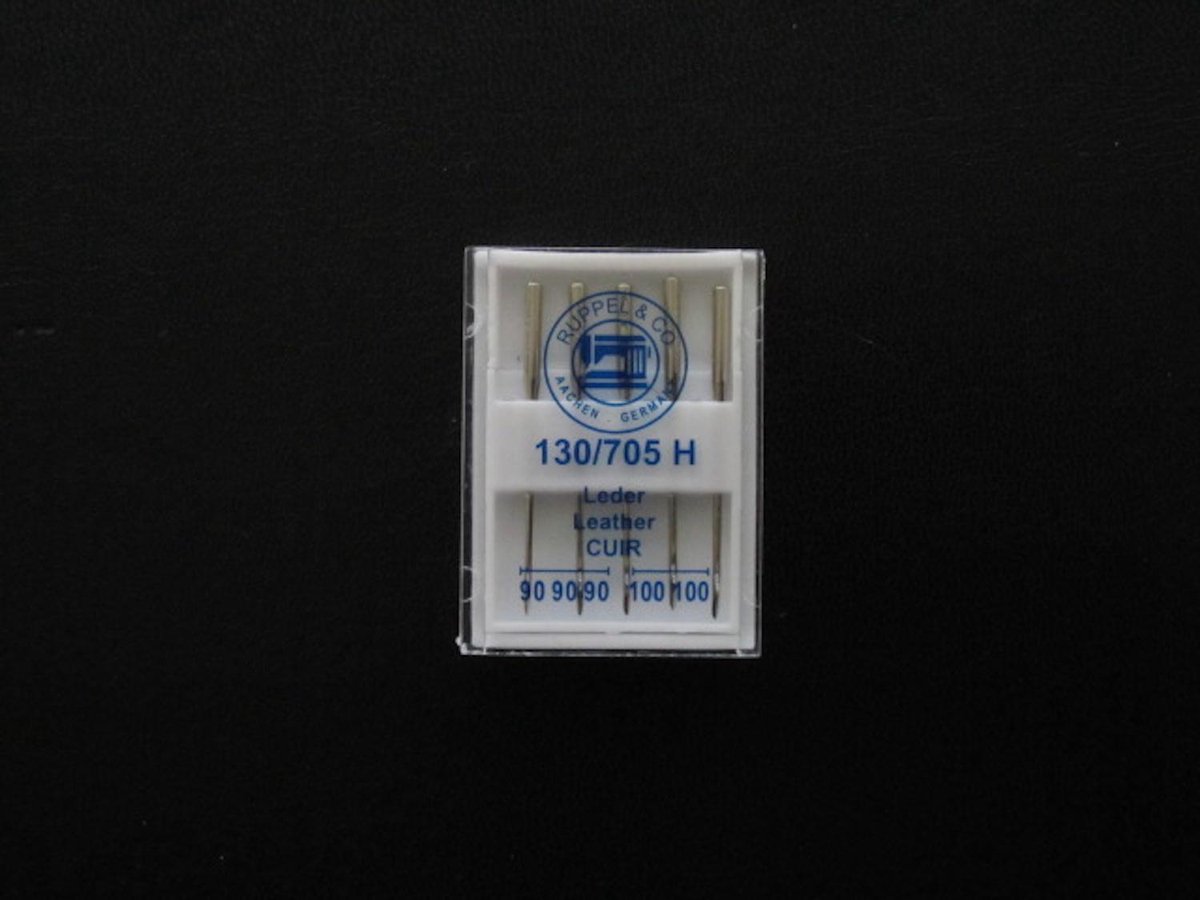 RUPPEL & CO
AACHEN . GERMANY
130/705 H
Leder
Leather
CUIR
90 90 90 100 100